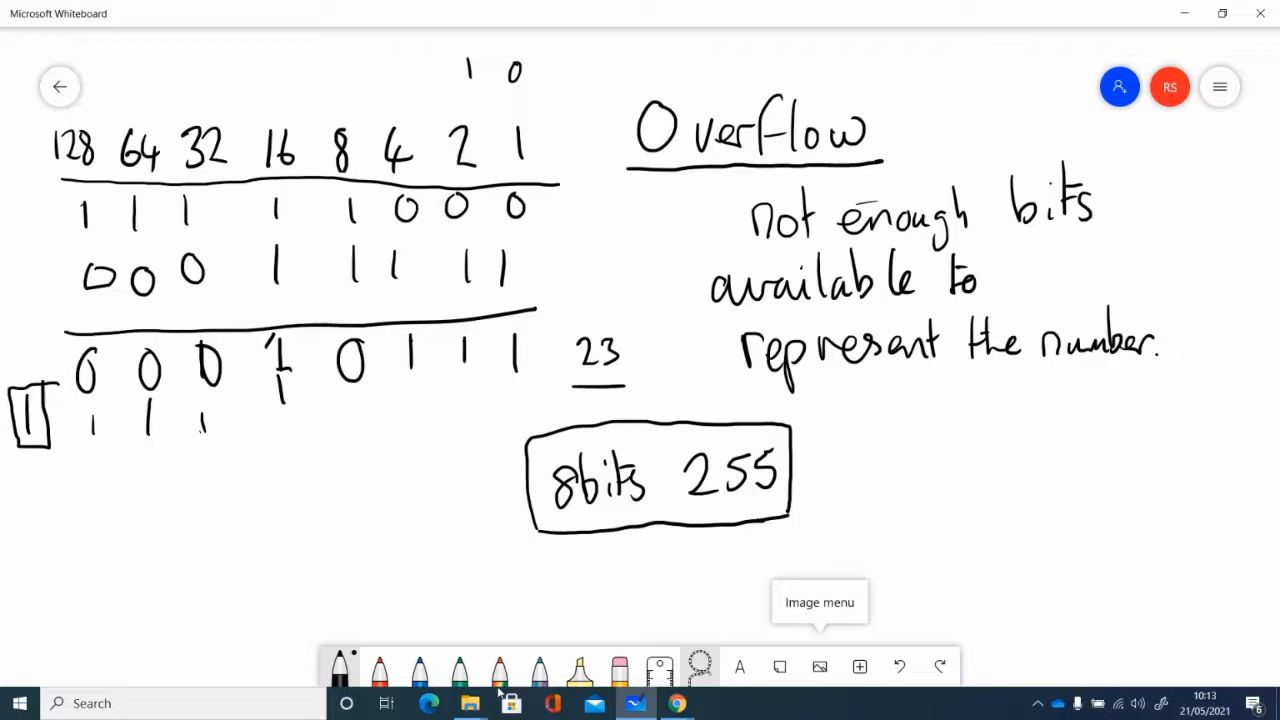 Microsoft Whiteboard
RS
1 0
128 64 32 16 8 4 2 1
1 1 1 1 1 0 0 0
0 0 0 1 1 1 1 1
0 0 0 1 0 1 1 1 23
1 1 1 1 1
Overflow
not enough bits
available to
represent the number.
8bits 255
Image menu
A
Search
10:13
21/05/2021
6